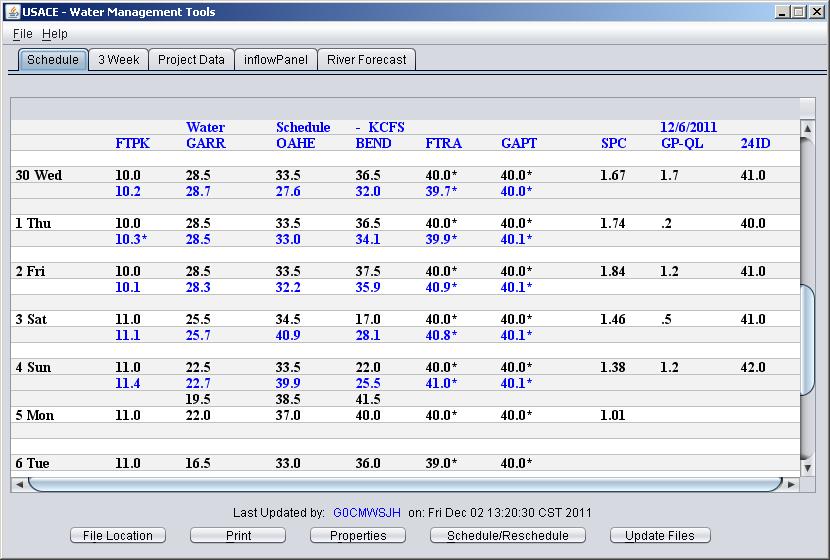 USACE - Water Management Tools
File Help
Schedule 3 Week Project Data inflowPanel River Forecast
Water Schedule - KCFS 12/6/2011
FTPK GARR OAHE BEND FTRA GAPT SPC GP-QL 24ID
30 Wed 10.0 28.5 33.5 36.5 40.0* 40.0* 1.67 1.7 41.0
10.2 28.7 27.6 32.0 39.7* 40.0*
1 Thu 10.0 28.5 33.5 36.5 40.0* 40.0* 1.74 .2 40.0
10.3* 28.5 33.0 34.1 39.9* 40.1*
2 Fri 10.0 28.5 33.5 37.5 40.0* 40.0* 1.84 1.2 41.0
10.1 28.3 32.2 35.9 40.9* 40.1*
3 Sat 11.0 25.5 34.5 17.0 40.0* 40.0* 1.46 .5 41.0
11.1 25.7 40.9 28.1 40.8* 40.1*
4 Sun 11.0 22.5 33.5 22.0 40.0* 40.0* 1.38 1.2 42.0
11.4 22.7 39.9 25.5 41.0* 40.1*
19.5 38.5 41.5
5 Mon 11.0 22.0 37.0 40.0 40.0* 40.0* 1.01
6 Tue 11.0 16.5 33.0 36.0 39.0* 40.0*
Last Updated by: G0CMWSJH on: Fri Dec 02 13:20:30 CST 2011
File Location Print Properties Schedule/Reschedule Update Files